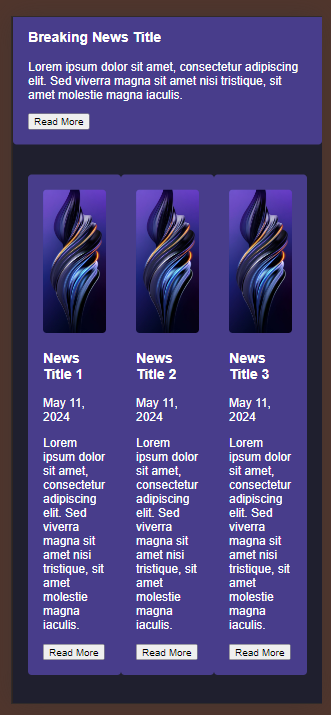 Breaking News Title
Lorem ipsum dolor sit amet, consectetur adipiscing
elit. Sed viverra magna sit amet nisi tristique, sit
amet molestie magna iaculis.
Read More
News
Title 1
May 11,
2024
Lorem
ipsum dolor
sit amet,
consectetur
adipiscing
elit. Sed
viverra
magna sit
amet nisi
tristique, sit
amet
molestie
magna
iaculis.
Read More
News
Title 2
May 11,
2024
Lorem
ipsum dolor
sit amet,
consectetur
adipiscing
elit. Sed
viverra
magna sit
amet nisi
tristique, sit
amet
molestie
magna
iaculis.
Read More
News
Title 3
May 11,
2024
Lorem
ipsum dolor
sit amet,
consectetur
adipiscing
elit. Sed
viverra
magna sit
amet nisi
tristique, sit
amet
molestie
magna
iaculis.
Read More